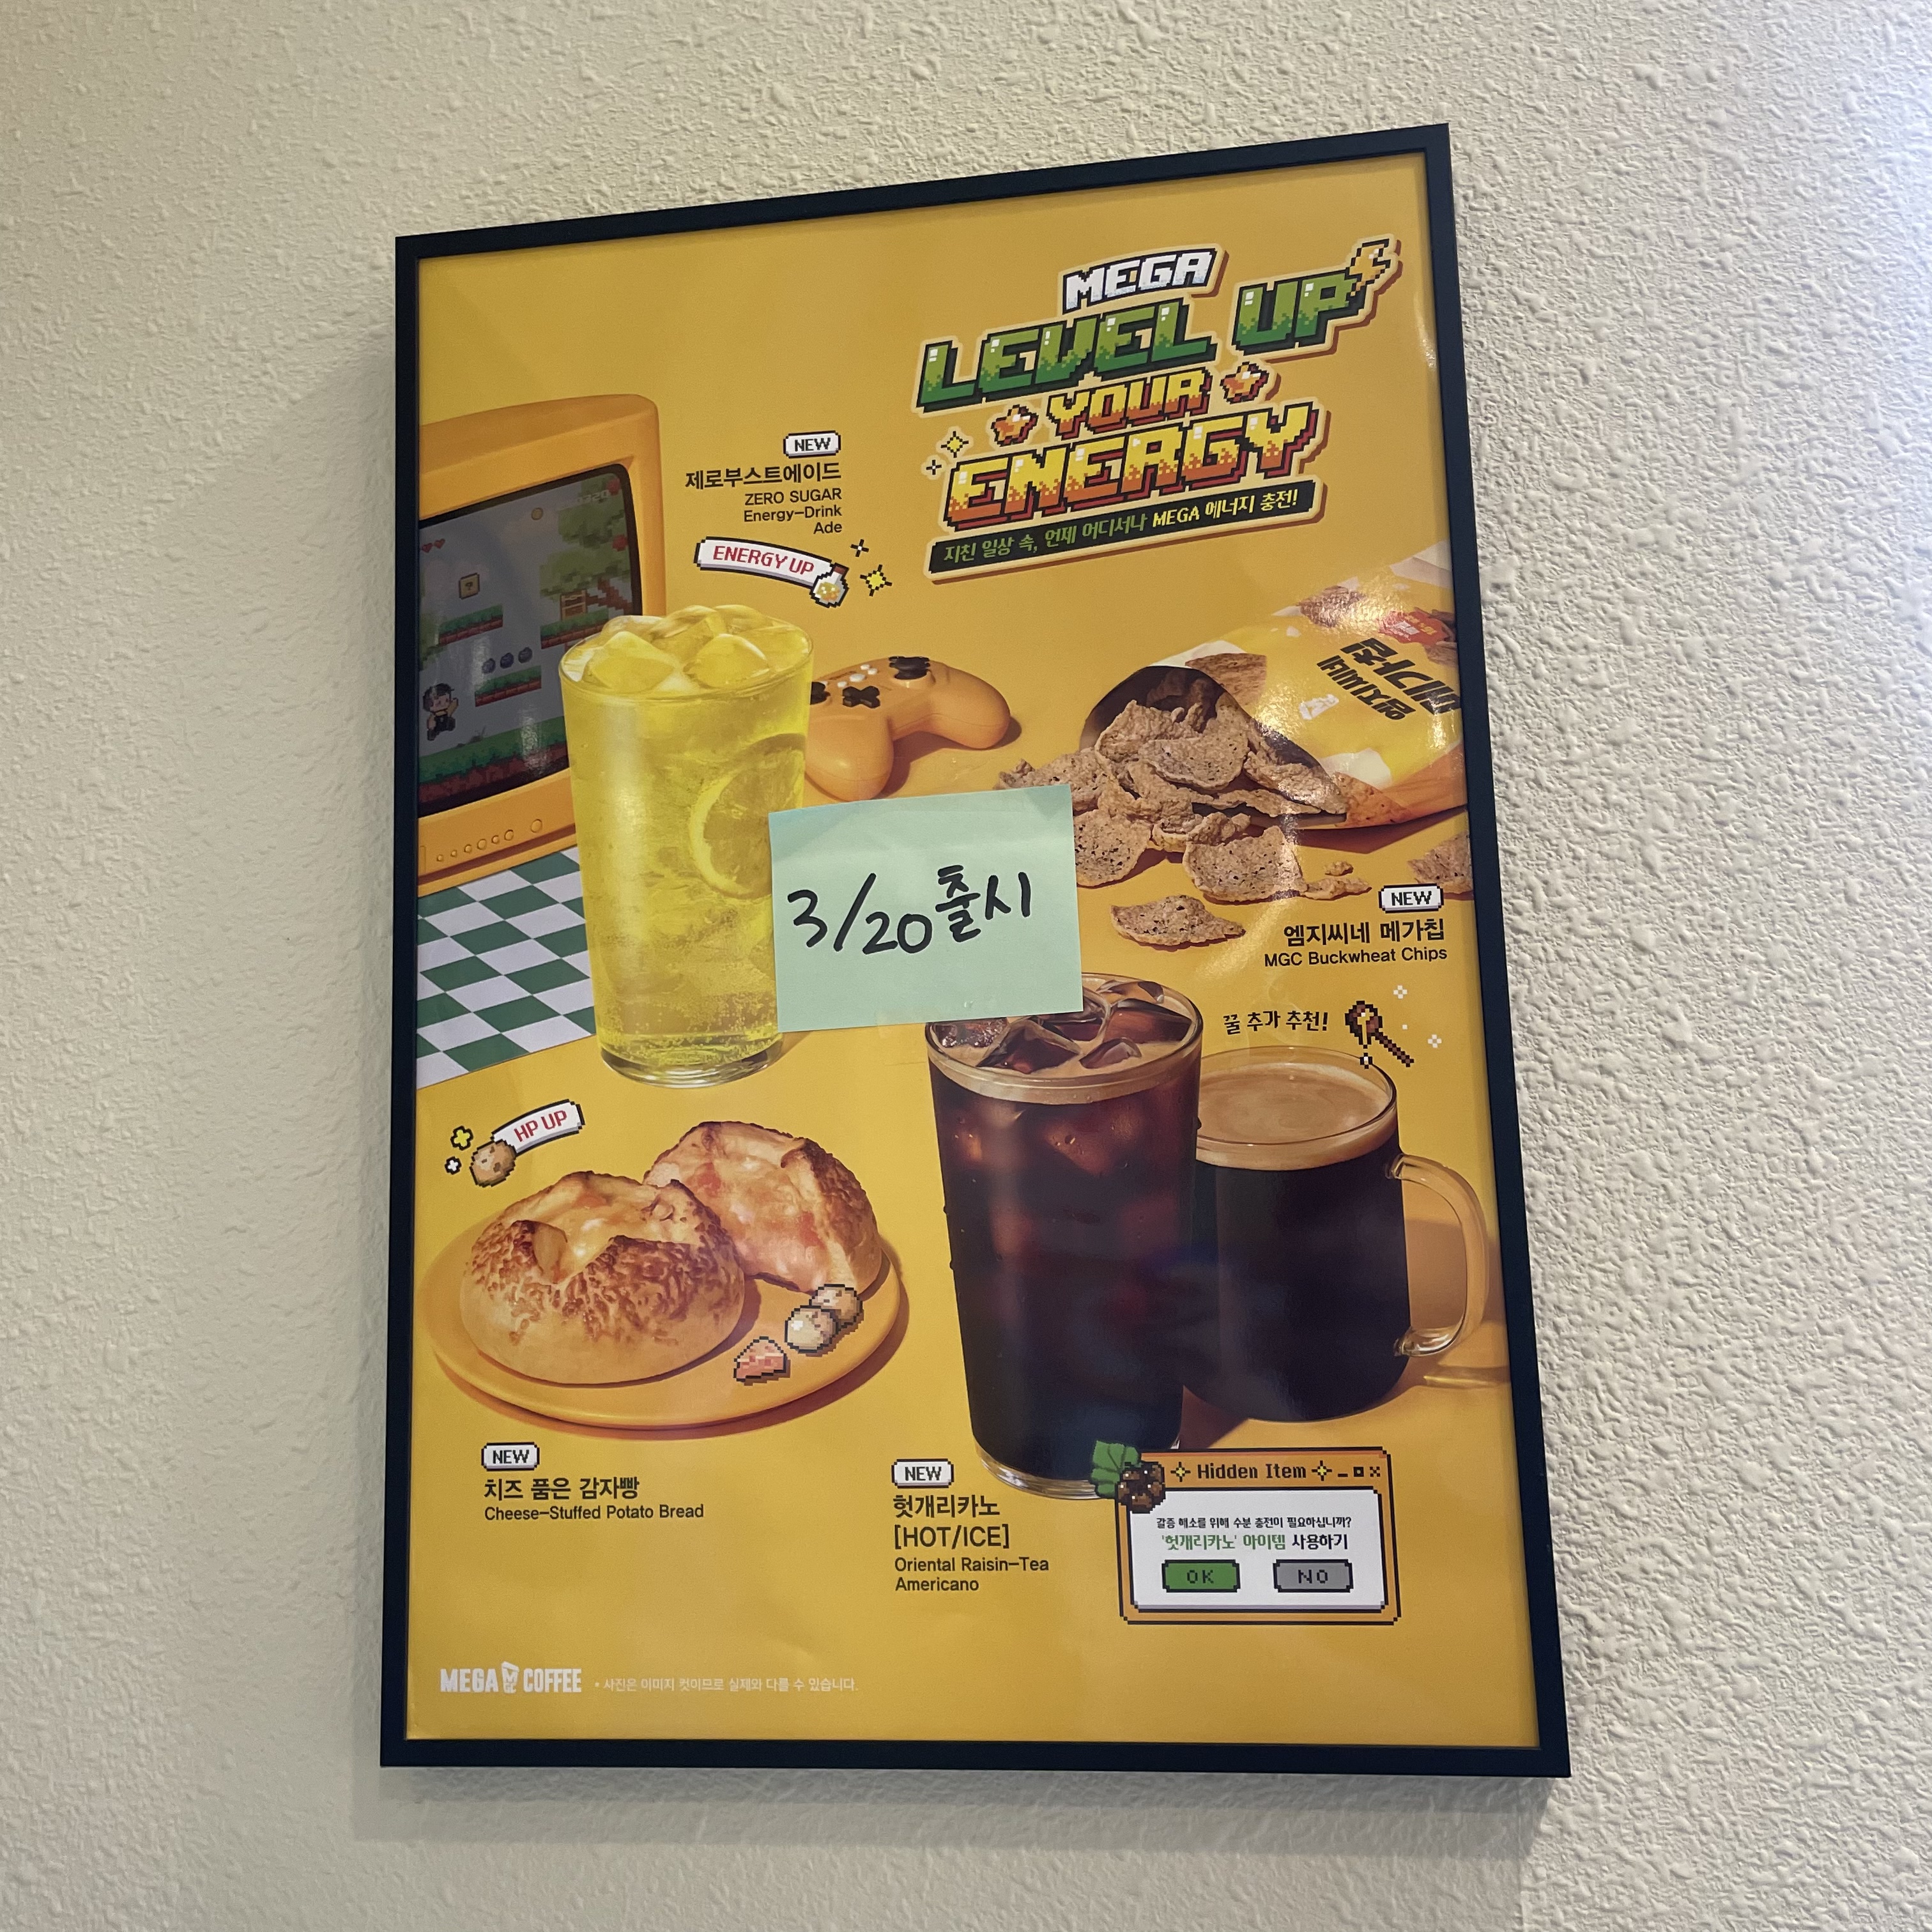 MEGA
LEVEL UP
YOUR
ENERGY
지친 일상 속, 언제 어디서나 MEGA 에너지 충전!
NEW
제로부스트에이드
ZERO SUGAR
Energy-Drink
Ade
ENERGY UP
메가칩
엠지씨네
3/20 출시
NEW
엠지씨네 메가칩
MGC Buckwheat Chips
꿀 추가 추천!
HP UP
NEW
치즈 품은 감자빵
Cheese-Stuffed Potato Bread
NEW
헛개리카노
[HOT/ICE]
Oriental Raisin-Tea
Americano
Hidden Item
갈증 해소를 위해 수분 충전이 필요하십니까?
'헛개리카노' 아이템 사용하기
OK NO
MEGA COFFEE
* 사진은 이미지 컷이므로 실제와 다를 수 있습니다.